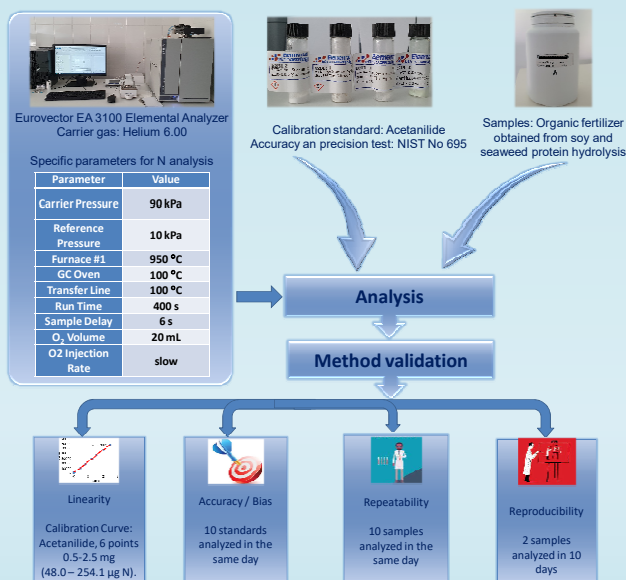 Eurovector EA 3100 Elemental Analyzer
Carrier gas: Helium 6.00
Specific parameters for N analysis
Parameter Value
Carrier Pressure 90 kPa
Reference
Pressure 10 kPa
Furnace #1 950 °C
GC Oven 100 °C
Transfer Line 100 °C
Run Time 400 s
Sample Delay 6 s
O₂ Volume 20 mL
O2 Injection
Rate slow
Calibration standard: Acetanilide
Accuracy an precision test: NIST No 695
Samples: Organic fertilizer
obtained from soy and
seaweed protein hydrolysis
Analysis
Method validation
Linearity
Calibration Curve:
Acetanilide, 6 points
0.5-2.5 mg
(48.0 – 254.1 µg N).
Accuracy / Bias
10 standards
analyzed in the
same day
Repeatability
10 samples
analyzed in the
same day
Reproducibility
2 samples
analyzed in 10
days